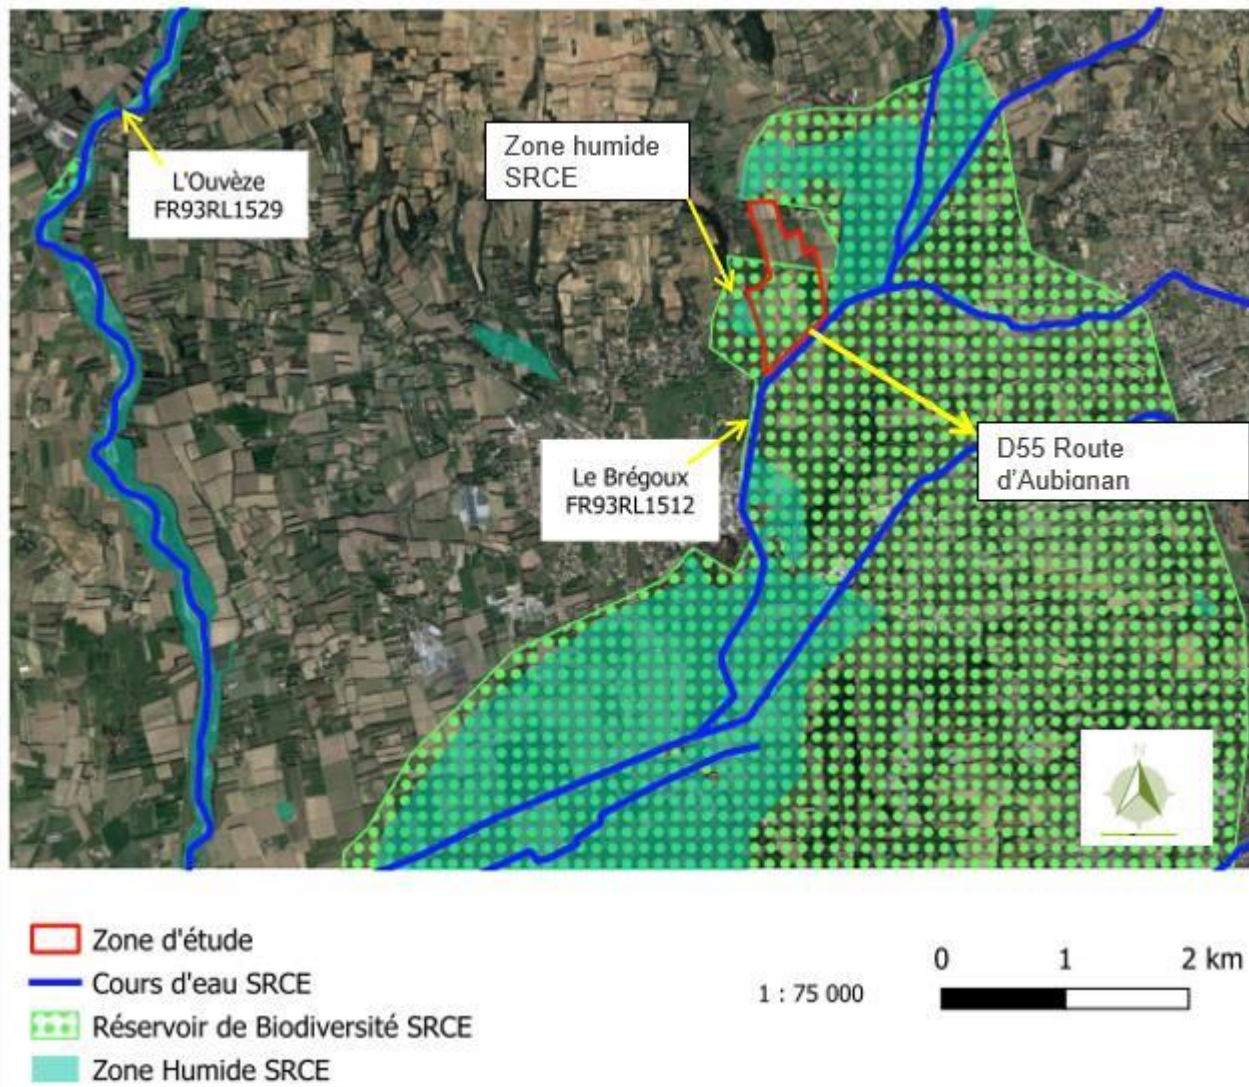 Zone humide
SRCE
L'Ouvèze
FR93RL1529
Le Brégoux
FR93RL1512
D55 Route
d'Aubignan
N
Zone d'étude
Cours d'eau SRCE
Réservoir de Biodiversité SRCE
Zone Humide SRCE
1 : 75 000
0 1 2 km